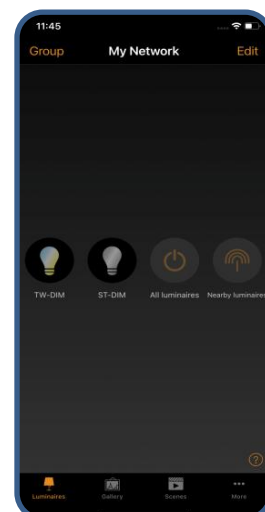 11:45
Group My Network Edit
TW-DIM ST-DIM All luminaires Nearby luminaires
?
Luminaires Gallery Scenes More